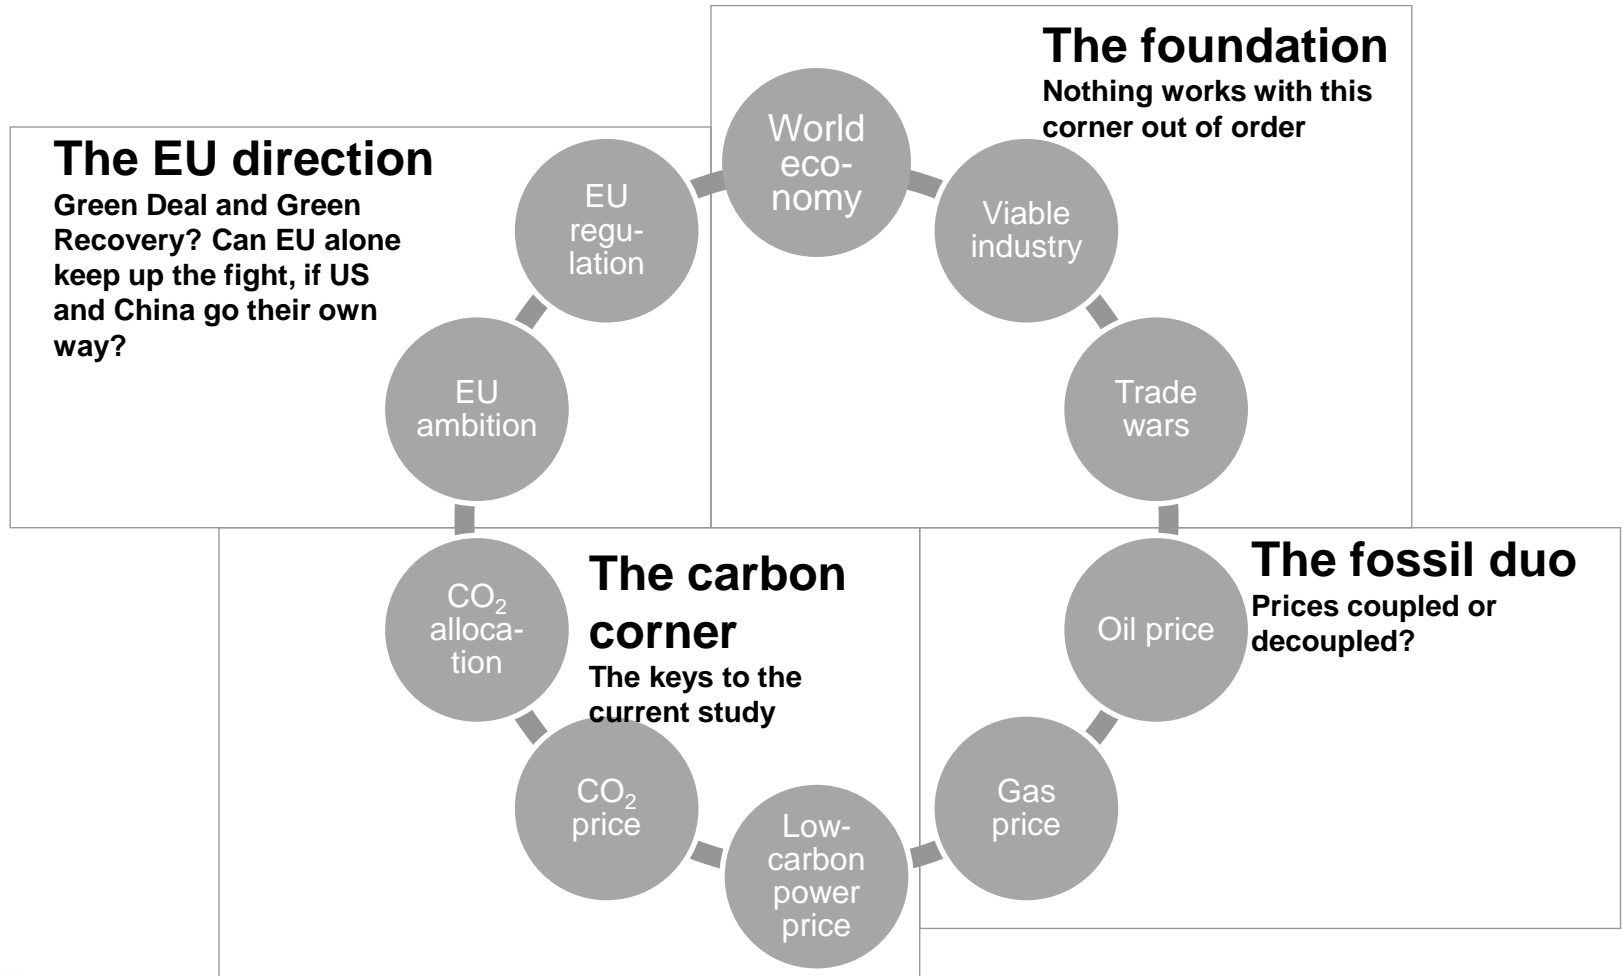 The foundation
Nothing works with this
corner out of order
The EU direction
Green Deal and Green
Recovery? Can EU alone
keep up the fight, if US
and China go their own
way?
World
eco-
nomy
Viable
industry
Trade
wars
EU
regu-
lation
EU
ambition
The carbon
corner
The keys to the
current study
CO₂
alloca-
tion
CO₂
price
Low-
carbon
power
price
The fossil duo
Prices coupled or
decoupled?
Oil price
Gas
price